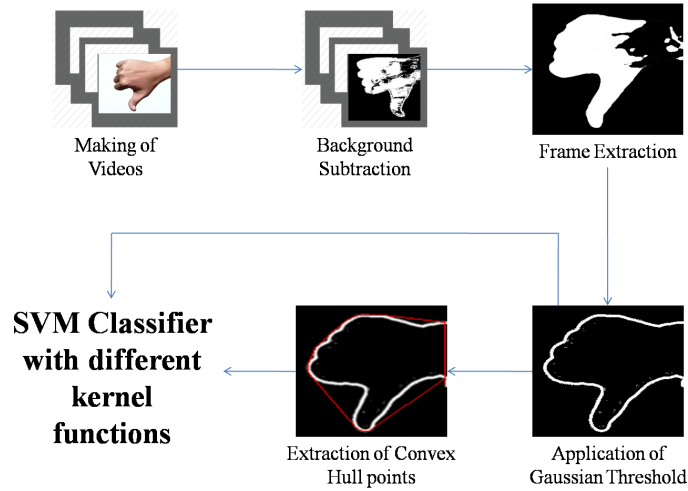 Making of
Videos
Background
Subtraction
Frame Extraction
SVM Classifier
with different
kernel
functions
Extraction of Convex
Hull points
Application of
Gaussian Threshold